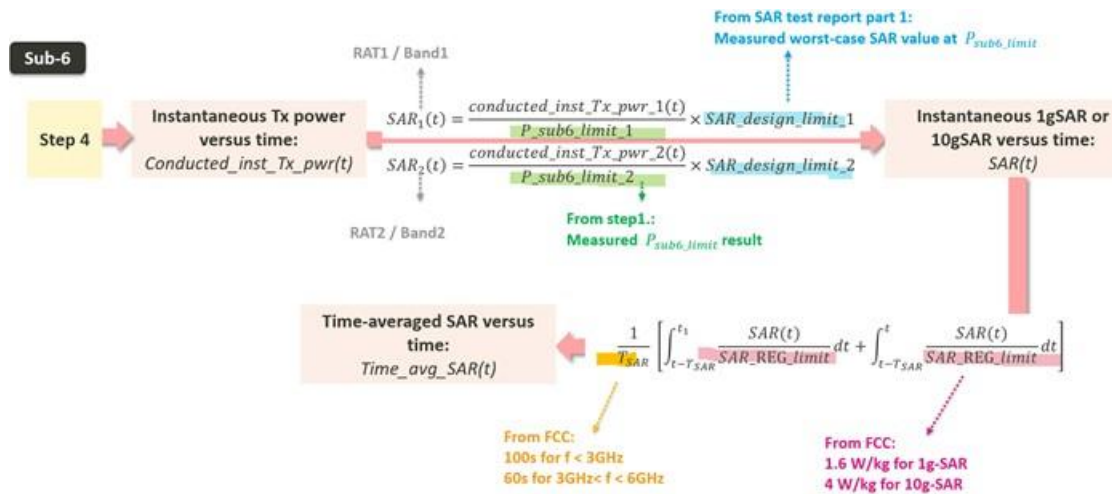 Sub-6
From SAR test report part 1:
Measured worst-case SAR value at P_sub6_limit
RAT1 / Band1
Step 4
Instantaneous Tx power
versus time:
Conducted_inst_Tx_pwr(t)
SAR₁(t) = conducted_inst_Tx_pwr_1(t) / P_sub6_limit_1 × SAR_design_limit_1
SAR₂(t) = conducted_inst_Tx_pwr_2(t) / P_sub6_limit_2 × SAR_design_limit_2
Instantaneous 1gSAR or
10gSAR versus time:
SAR(t)
RAT2 / Band2
From step1.:
Measured P_sub6_limit result
Time-averaged SAR versus
time:
Time_avg_SAR(t)
1/T_SAR [∫_{t−T_SAR}^{t₁} SAR(t)/SAR_REG_limit dt + ∫_{t−T_SAR}^{t} SAR(t)/SAR_REG_limit dt]
From FCC:
100s for f < 3GHz
60s for 3GHz< f < 6GHz
From FCC:
1.6 W/kg for 1g-SAR
4 W/kg for 10g-SAR